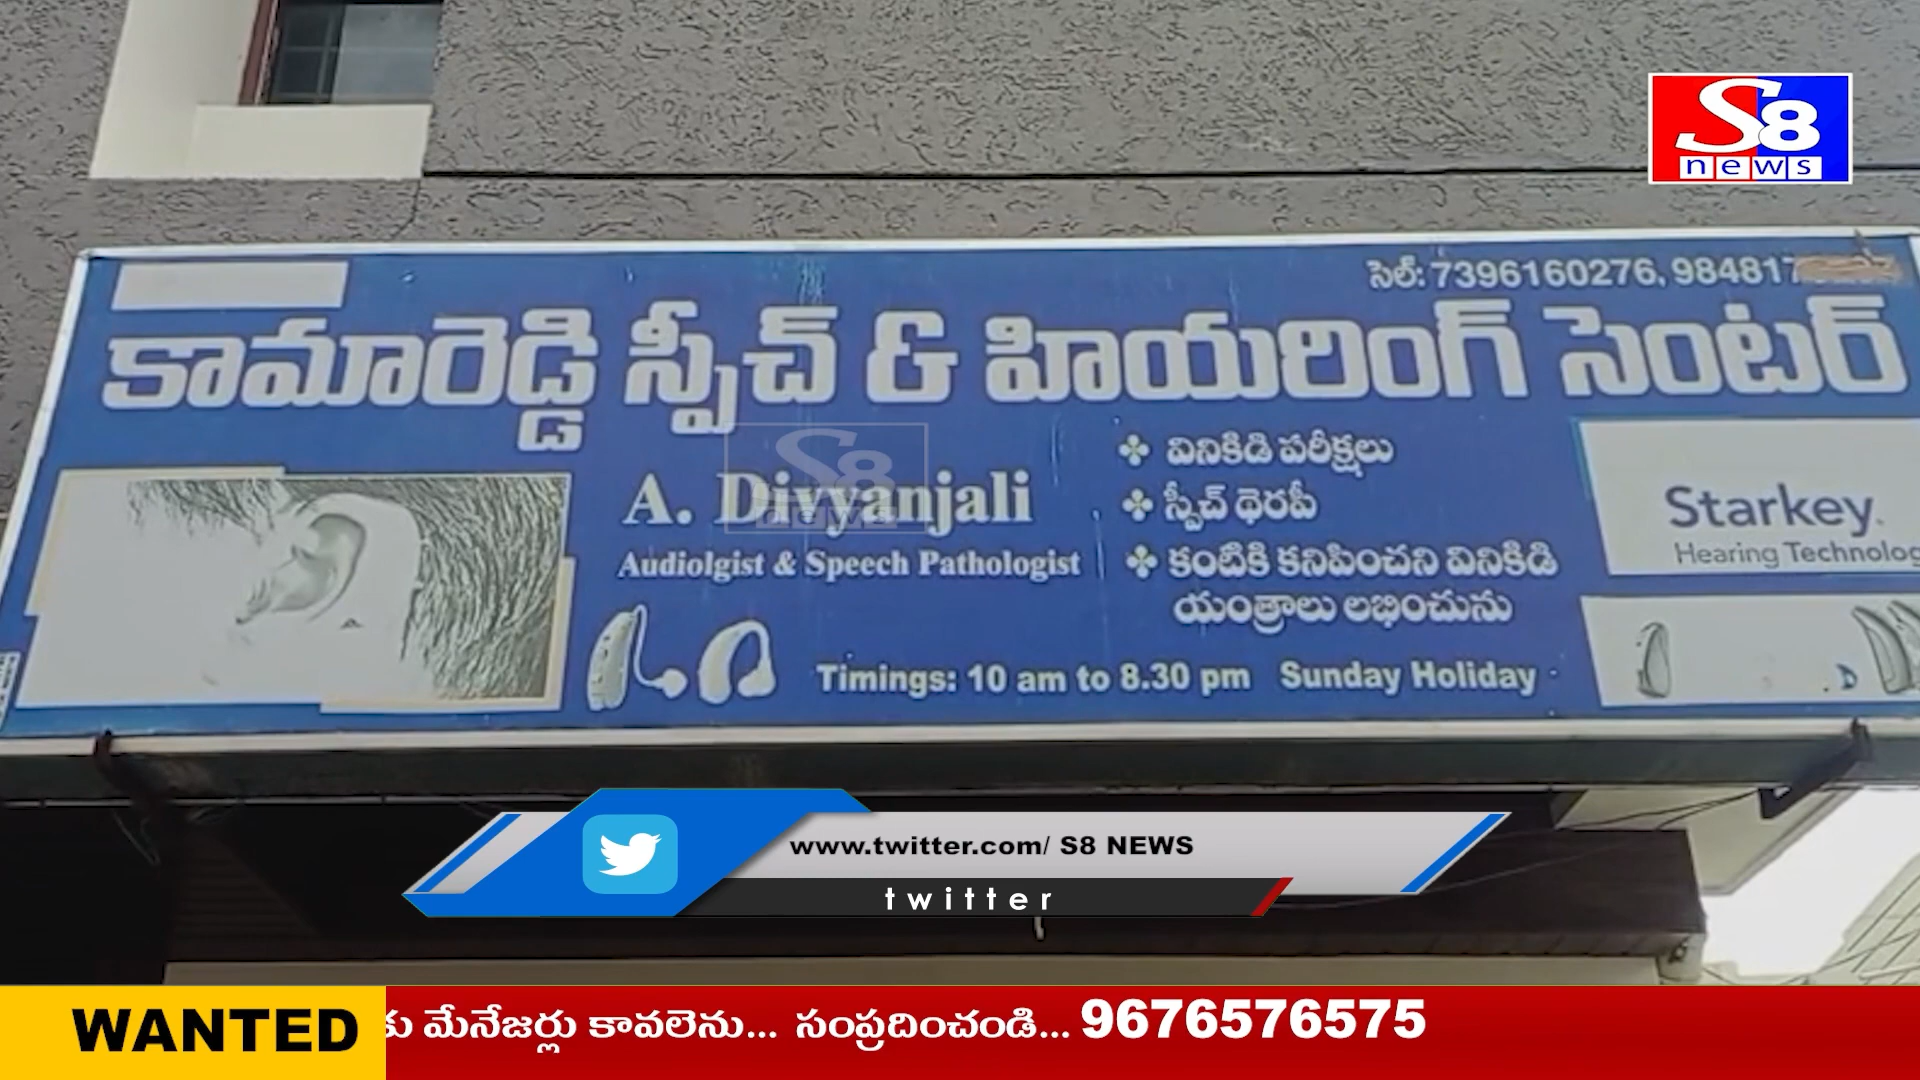 S8
news
సెల్: 7396160276, 98481
కామారెడ్డి స్పీచ్ & హియరింగ్ సెంటర్
A. Divyanjali
Audiolgist & Speech Pathologist
వినికిడి పరీక్షలు
స్పీచ్ థెరపీ
కంటికి కనిపించని వినికిడి
యంత్రాలు లభించును
Timings: 10 am to 8.30 pm Sunday Holiday
Starkey
Hearing Technolog
S8
news
www.twitter.com/ S8 NEWS
twitter
WANTED
కు మేనేజర్లు కావలెను... సంప్రదించండి... 9676576575